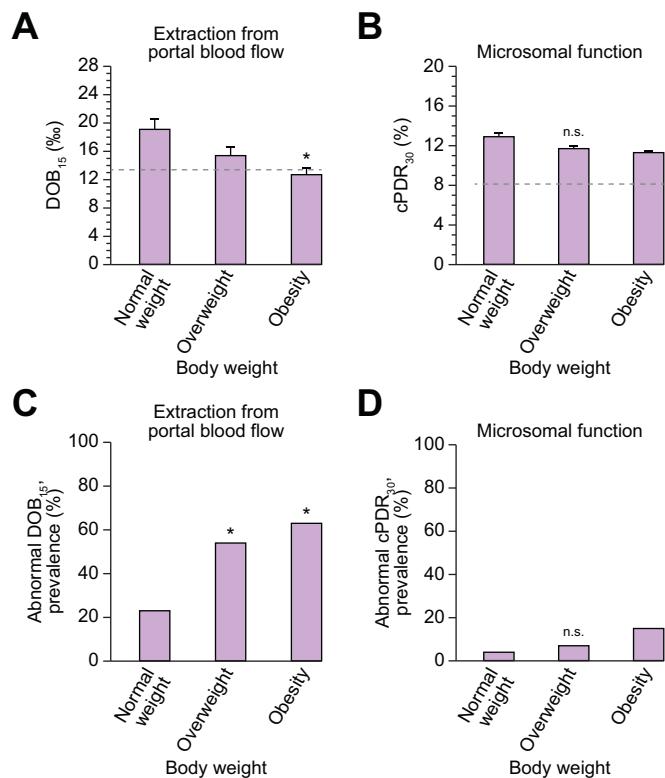 A
Extraction from
portal blood flow
DOB₁₅ (‰)
28
24
20
16
12
8
4
0
*
Normal
weight
Overweight
Obesity
Body weight
B
Microsomal function
cPDR₃₀ (%)
20
16
12
8
4
0
n.s.
Normal
weight
Overweight
Obesity
Body weight
C
Extraction from
portal blood flow
Abnormal DOB₁₅,
prevalence (%)
100
80
60
40
20
0
*
*
Normal
weight
Overweight
Obesity
Body weight
D
Microsomal function
Abnormal cPDR₃₀,
prevalence (%)
100
80
60
40
20
0
n.s.
Normal
weight
Overweight
Obesity
Body weight